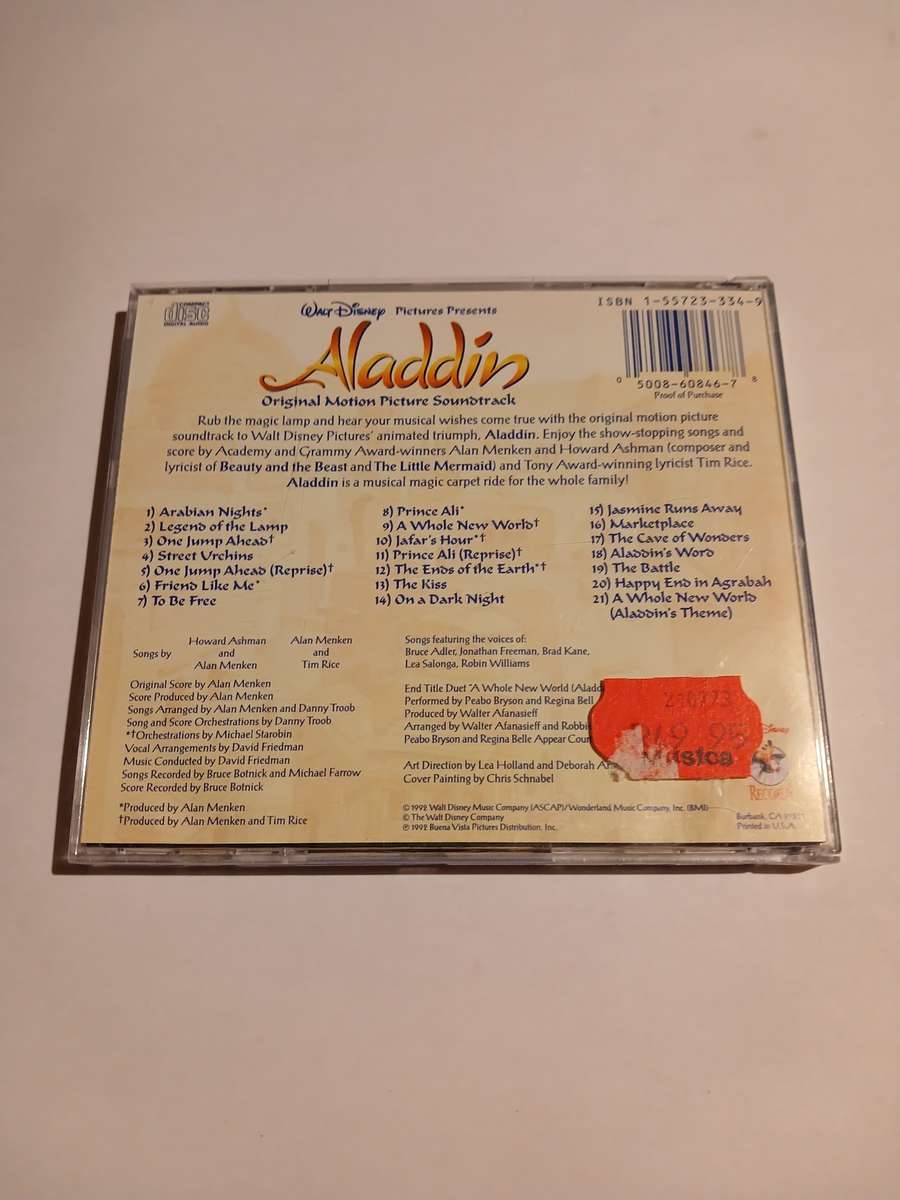 COMPACT
disc
DIGITAL AUDIO
WALT DISNEY Pictures Presents
ISBN 1-55723-334-9
Aladdin
Original Motion Picture Soundtrack
0 5008-60846-7 8
Proof of Purchase
Rub the magic lamp and hear your musical wishes come true with the original motion picture
soundtrack to Walt Disney Pictures' animated triumph, Aladdin. Enjoy the show-stopping songs and
score by Academy and Grammy Award-winners Alan Menken and Howard Ashman (composer and
lyricist of Beauty and the Beast and The Little Mermaid) and Tony Award-winning lyricist Tim Rice.
Aladdin is a musical magic carpet ride for the whole family!
1) Arabian Nights*
2) Legend of the Lamp
3) One Jump Ahead†
4) Street Urchins
5) One Jump Ahead (Reprise)†
6) Friend Like Me*
7) To Be Free
8) Prince Ali*
9) A Whole New World†
10) Jafar's Hour*†
11) Prince Ali (Reprise)†
12) The Ends of the Earth*†
13) The Kiss
14) On a Dark Night
15) Jasmine Runs Away
16) Marketplace
17) The Cave of Wonders
18) Aladdin's Word
19) The Battle
20) Happy End in Agrabah
21) A Whole New World
(Aladdin's Theme)
Songs by
Howard Ashman
and
Alan Menken
Alan Menken
and
Tim Rice
Original Score by Alan Menken
Score Produced by Alan Menken
Songs Arranged by Alan Menken and Danny Troob
Song and Score Orchestrations by Danny Troob
*†Orchestrations by Michael Starobin
Vocal Arrangements by David Friedman
Music Conducted by David Friedman
Songs Recorded by Bruce Botnick and Michael Farrow
Score Recorded by Bruce Botnick
*Produced by Alan Menken
†Produced by Alan Menken and Tim Rice
Songs featuring the voices of:
Bruce Adler, Jonathan Freeman, Brad Kane,
Lea Salonga, Robin Williams
End Title Duet "A Whole New World (Aladdi
Performed by Peabo Bryson and Regina Bell
Produced by Walter Afanasieff
Arranged by Walter Afanasieff and Robbi
Peabo Bryson and Regina Belle Appear Cour
Art Direction by Lea Holland and Deborah
Cover Painting by Chris Schnabel
© 1992 Walt Disney Music Company (ASCAP)/Wonderland Music Company, Inc. (BMI)
© The Walt Disney Company
℗ 1992 Buena Vista Pictures Distribution, Inc.
Musica
Disney
RECORDS
Burbank, CA
Printed in U.S.A.